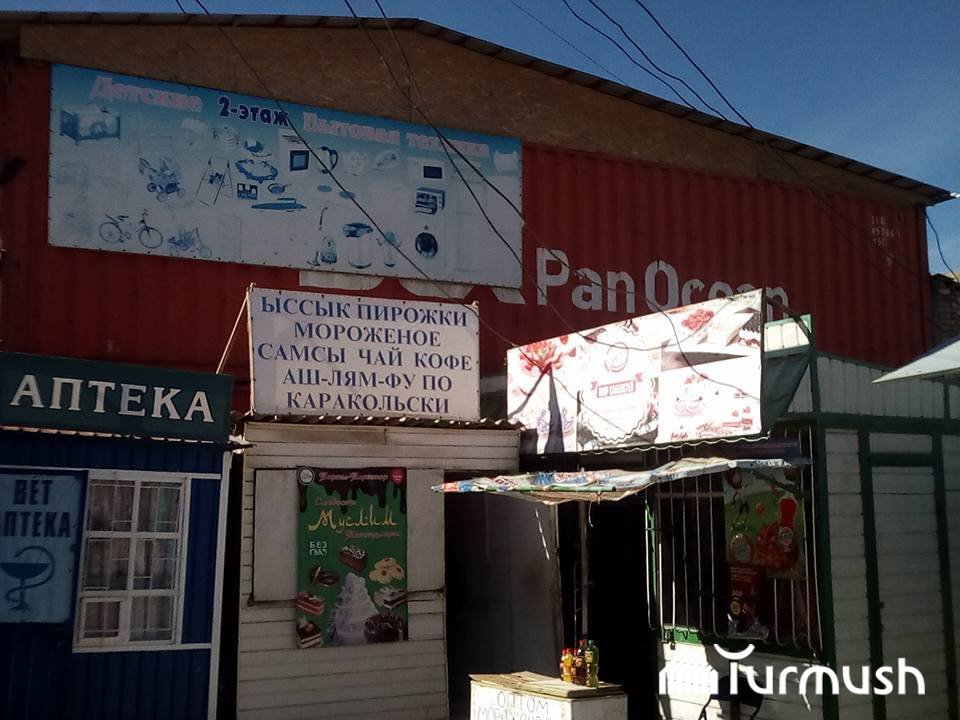 Детские 2-этаж Бытовая техника
Pan Ocean
ЫССЫК ПИРОЖКИ
МОРОЖЕНОЕ
САМСЫ ЧАЙ КОФЕ
АШ-ЛЯМ-ФУ ПО
КАРАКОЛЬСКИ
АПТЕКА
ВЕТ
АПТЕКА
Муслим
БЕЗ
ГМО
ОПТОМ
Turmush